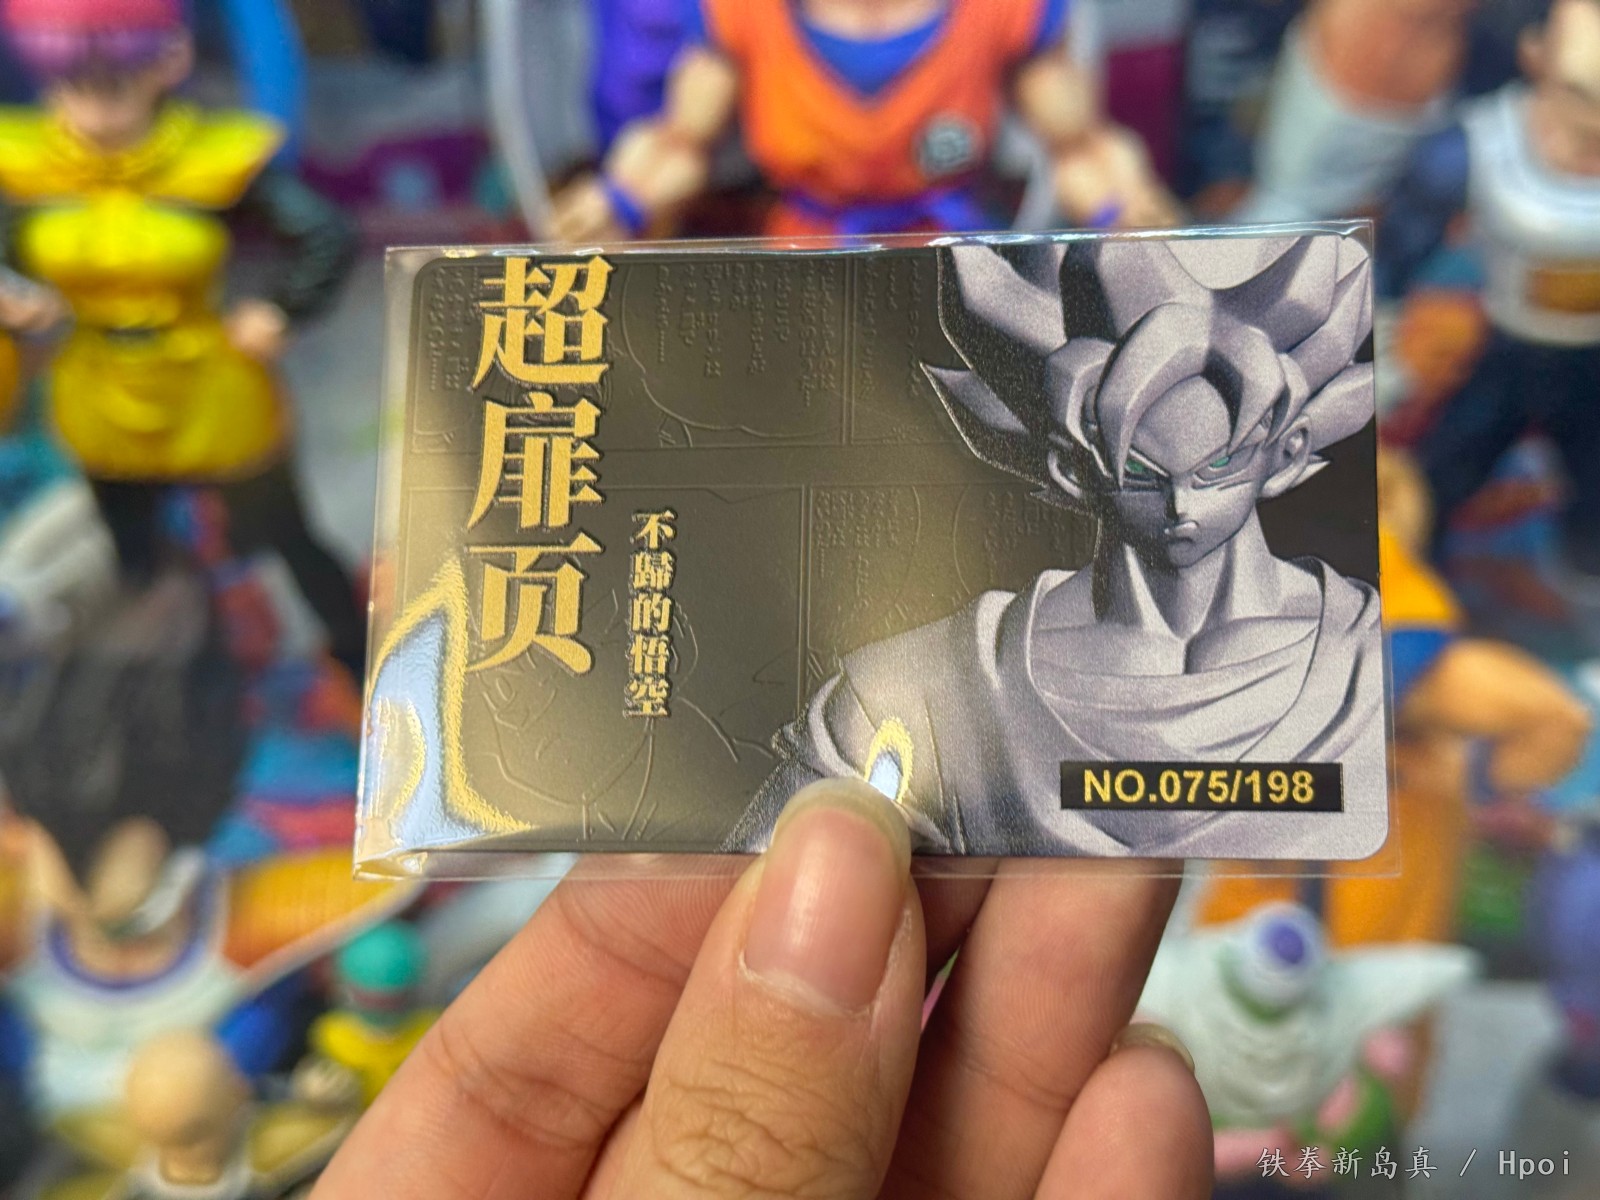 超扉页
不歸的悟空
NO.075/198
铁拳新岛真 / Hpoi